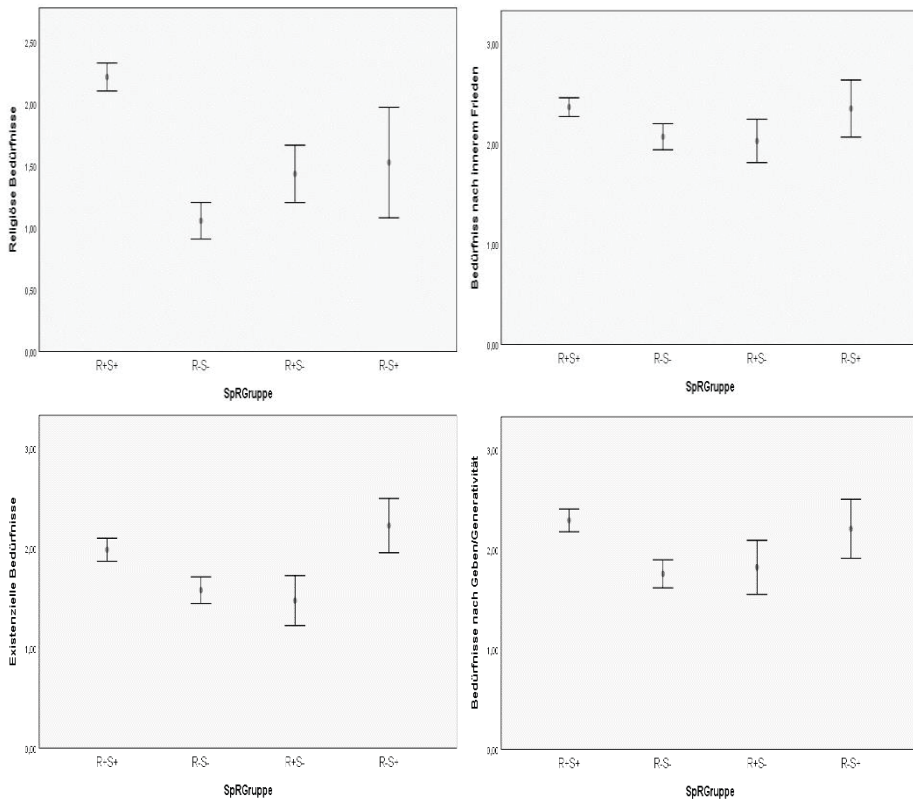 Religiöse Bedürfnisse
2,50
2,00
1,50
1,00
0,50
0,00
R+S+ R-S- R+S- R-S+
SpRGruppe
Bedürfniss nach innerem Frieden
3,00
2,00
1,00
0,00
R+S+ R-S- R+S- R-S+
SpRGruppe
Existenzielle Bedürfnisse
3,00
2,00
1,00
0,00
R+S+ R-S- R+S- R-S+
SpRGruppe
Bedürfnisse nach Geben/Generativität
3,00
2,00
1,00
0,00
R+S+ R-S- R+S- R-S+
SpRGruppe